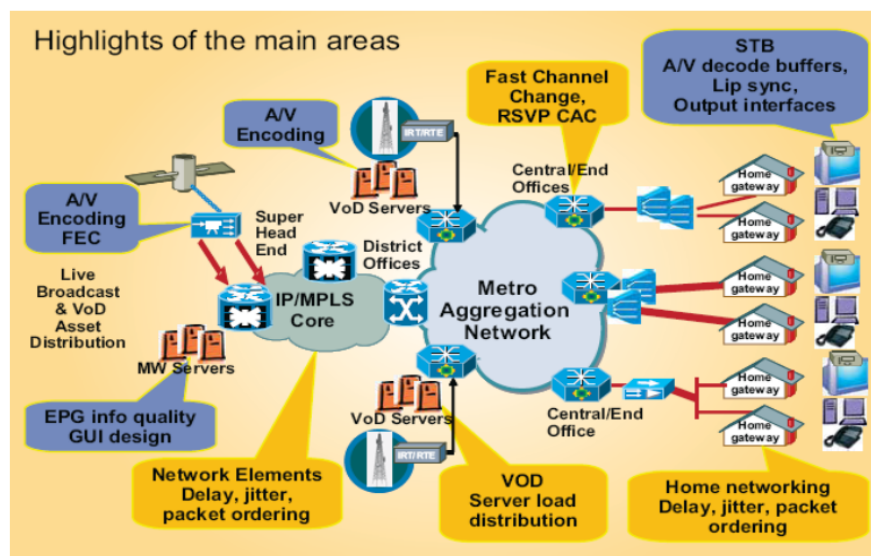 Highlights of the main areas
STB
A/V decode buffers,
Lip sync,
Output interfaces
Fast Channel
Change,
RSVP CAC
A/V
Encoding
IRT/RTE
VoD Servers
Central/End
Offices
Home
gateway
Home
gateway
A/V
Encoding
FEC
Super
Head
End
District
Offices
Live
Broadcast
& VoD
Asset
Distribution
IP/MPLS
Core
Metro
Aggregation
Network
Home
gateway
Home
gateway
MW Servers
EPG info quality
GUI design
VoD Servers
IRT/RTE
Central/End
Office
Home
gateway
Home
gateway
Network Elements
Delay, jitter,
packet ordering
VOD
Server load
distribution
Home networking
Delay, jitter, packet
ordering